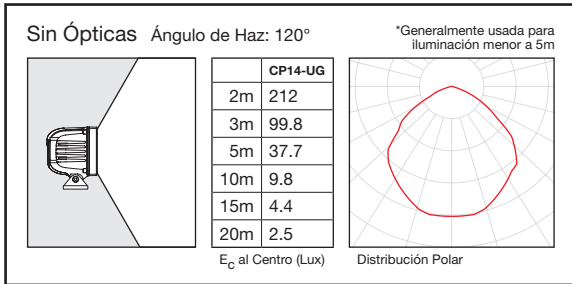 Sin Ópticas Ángulo de Haz: 120°
*Generalmente usada para
iluminación menor a 5m
CP14-UG
2m 212
3m 99.8
5m 37.7
10m 9.8
15m 4.4
20m 2.5
EC al Centro (Lux)
Distribución Polar